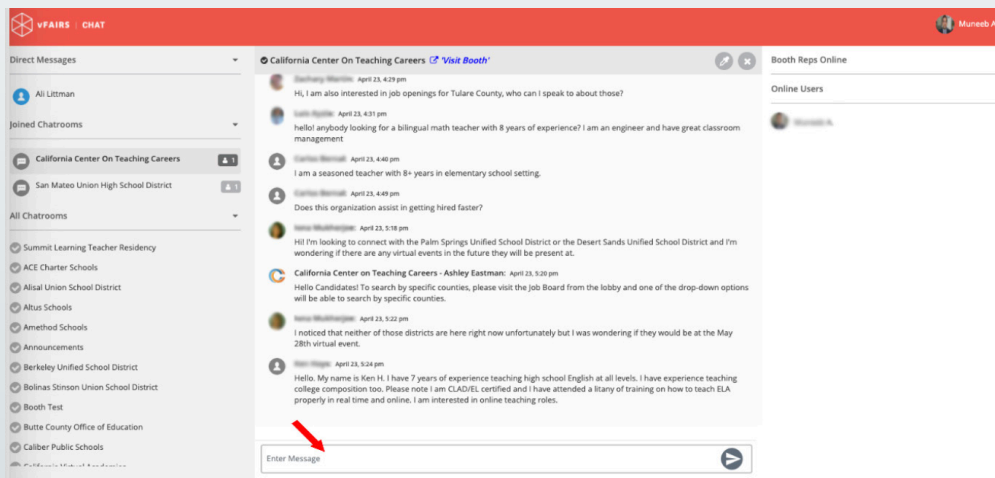 vFAIRS | CHAT
Muneeb A
Direct Messages
Ali Littman
Joined Chatrooms
California Center On Teaching Careers
1
San Mateo Union High School District
1
All Chatrooms
Summit Learning Teacher Residency
ACE Charter Schools
Alisal Union School District
Altus Schools
Amethod Schools
Announcements
Berkeley Unified School District
Bolinas Stinson Union School District
Booth Test
Butte County Office of Education
Caliber Public Schools
California Virtual Academies
California Center On Teaching Careers 'Visit Booth'
April 23, 4:29 pm
Hi, I am also interested in job openings for Tulare County, who can I speak to about those?
April 23, 4:31 pm
hello! anybody looking for a bilingual math teacher with 8 years of experience? I am an engineer and have great classroom
management
April 23, 4:40 pm
I am a seasoned teacher with 8+ years in elementary school setting.
April 23, 4:49 pm
Does this organization assist in getting hired faster?
April 23, 5:18 pm
Hi! I'm looking to connect with the Palm Springs Unified School District or the Desert Sands Unified School District and I'm
wondering if there are any virtual events in the future they will be present at.
California Center on Teaching Careers - Ashley Eastman: April 23, 5:20 pm
Hello Candidates! To search by specific counties, please visit the Job Board from the lobby and one of the drop-down options
will be able to search by specific counties.
April 23, 5:22 pm
I noticed that neither of those districts are here right now unfortunately but I was wondering if they would be at the May
28th virtual event.
April 23, 5:24 pm
Hello. My name is Ken H. I have 7 years of experience teaching high school English at all levels. I have experience teaching
college composition too. Please note I am CLAD/EL certified and I have attended a litany of training on how to teach ELA
properly in real time and online. I am interested in online teaching roles.
Enter Message
Booth Reps Online
Online Users